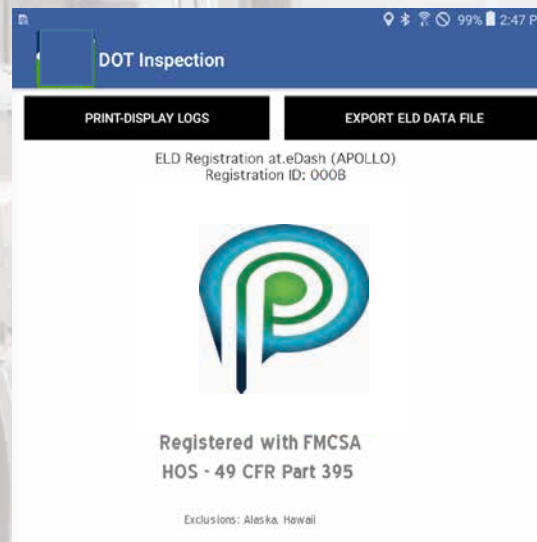 99% 2:47 P
DOT Inspection
PRINT-DISPLAY LOGS
EXPORT ELD DATA FILE
ELD Registration at.eDash (APOLLO)
Registration ID: 000B
Registered with FMCSA
HOS - 49 CFR Part 395
Exclusions: Alaska, Hawaii